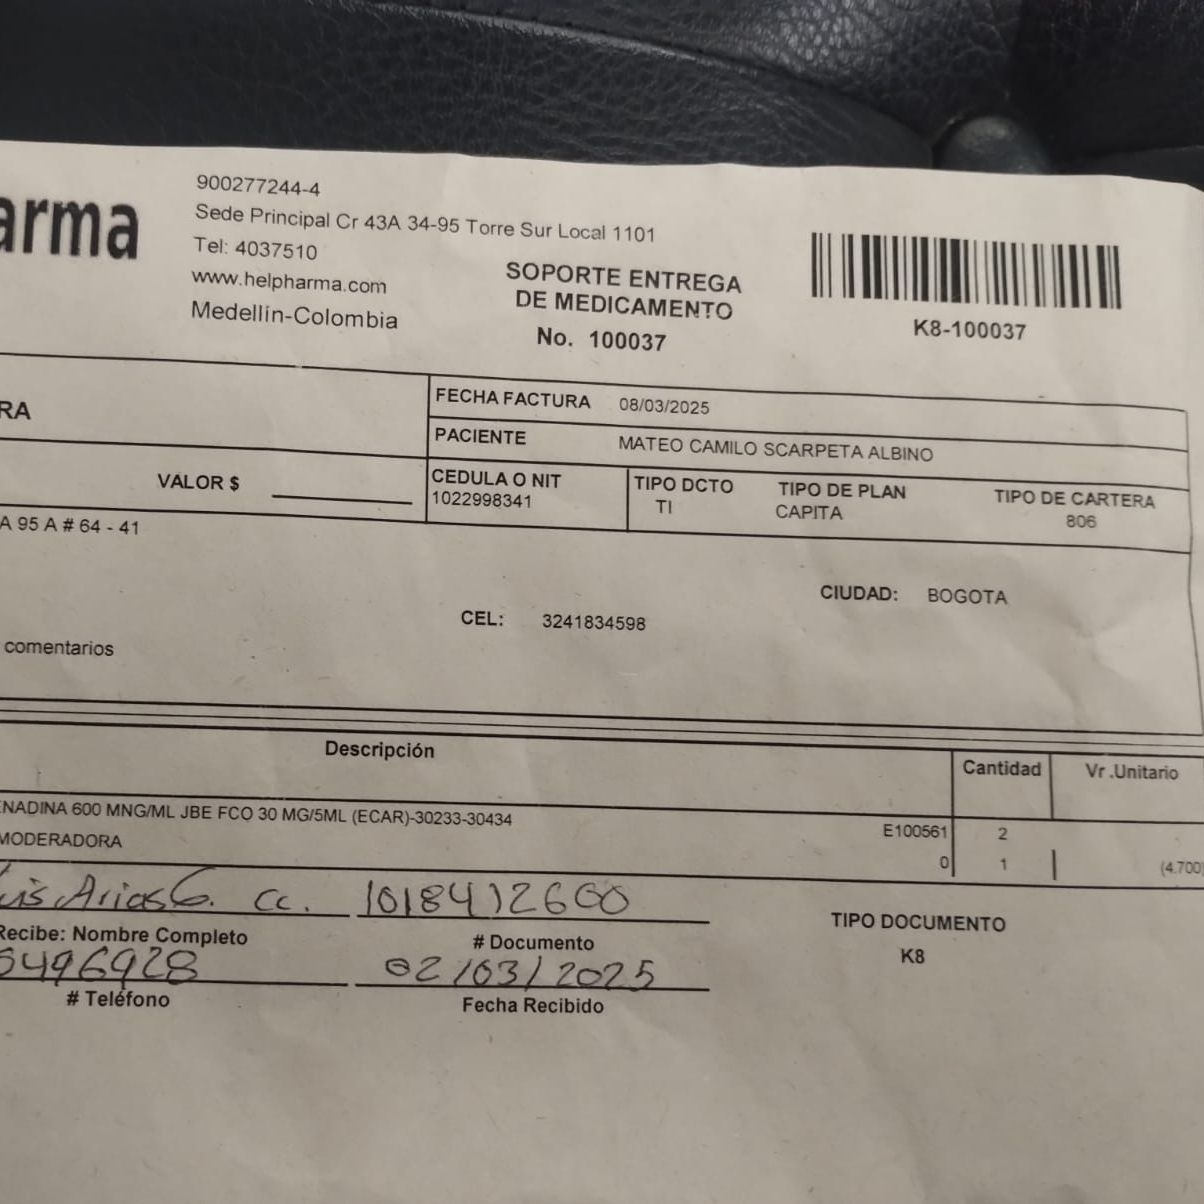 arma
900277244-4
Sede Principal Cr 43A 34-95 Torre Sur Local 1101
Tel: 4037510
www.helpharma.com
Medellín-Colombia
SOPORTE ENTREGA
DE MEDICAMENTO
No. 100037
K8-100037
RA
FECHA FACTURA 08/03/2025
PACIENTE MATEO CAMILO SCARPETA ALBINO
VALOR $
CEDULA O NIT
1022998341
TIPO DCTO
TI
TIPO DE PLAN
CAPITA
TIPO DE CARTERA
806
A 95 A # 64 - 41
CIUDAD: BOGOTA
CEL: 3241834598
comentarios
Descripción Cantidad Vr .Unitario
ENADINA 600 MNG/ML JBE FCO 30 MG/5ML (ECAR)-30233-30434 E100561 2
MODERADORA 0 1 (4.700)
uis Arias G. cc. 1018412600
Recibe: Nombre Completo # Documento
5496928 02/03/2025
# Teléfono Fecha Recibido
TIPO DOCUMENTO
K8